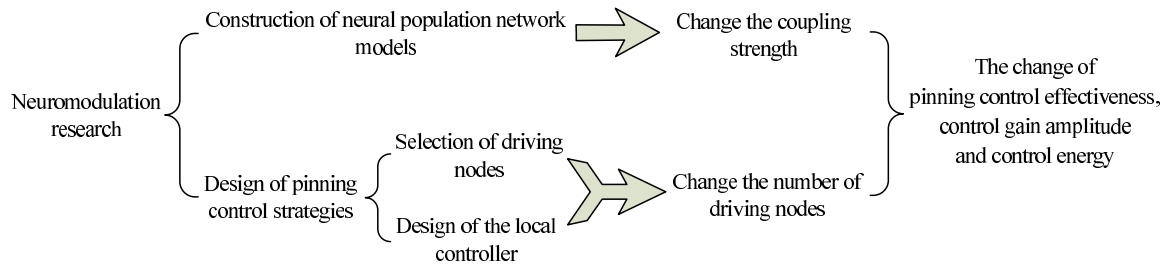 Neuromodulation
research
Construction of neural population network
models
Design of pinning
control strategies
Selection of driving
nodes
Design of the local
controller
Change the coupling
strength
Change the number of
driving nodes
The change of
pinning control effectiveness,
control gain amplitude
and control energy